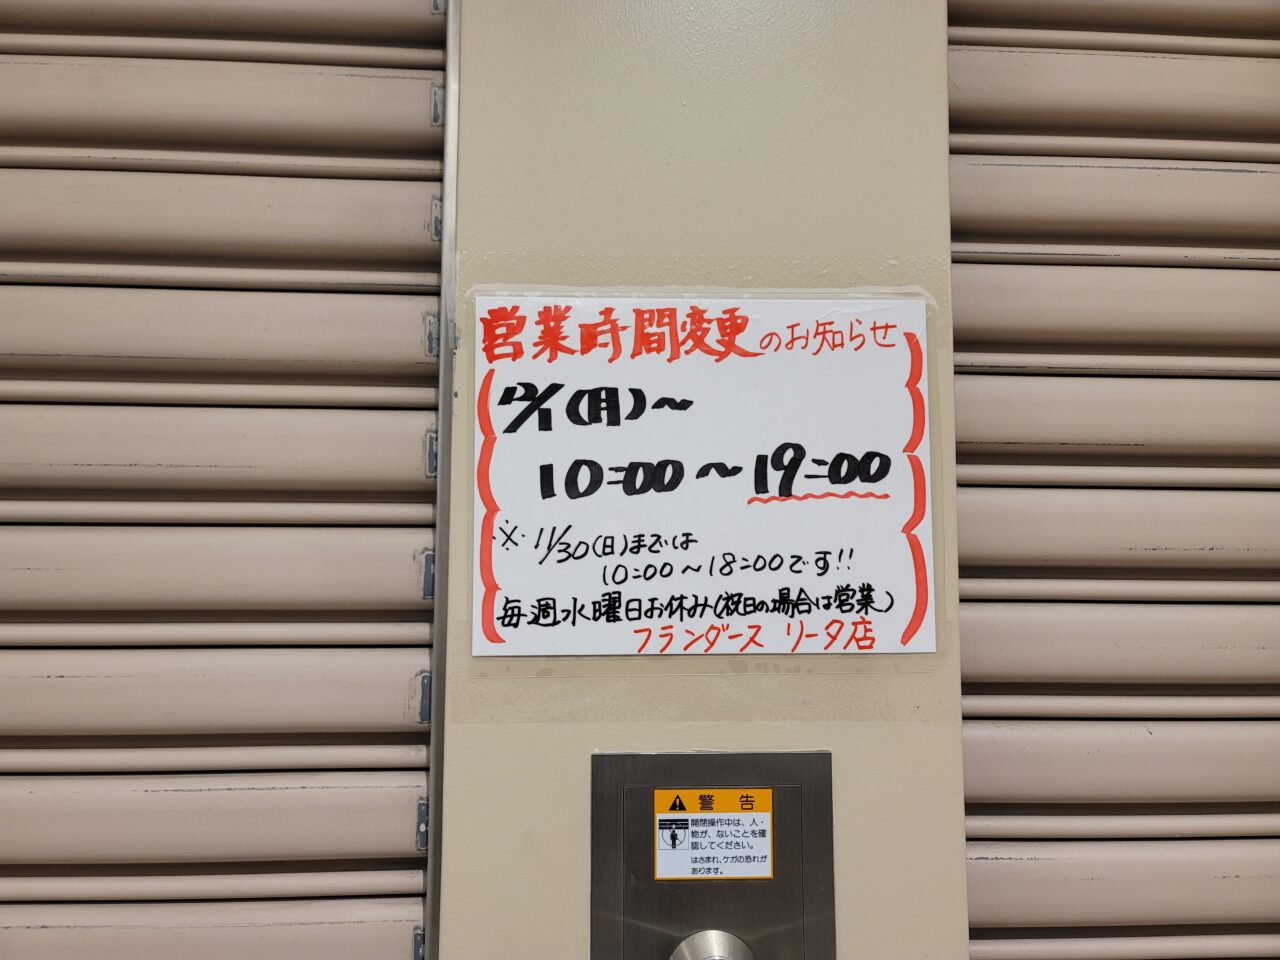 営業時間変更のお知らせ
12/1(月)～
10:00～19:00
※11/30(日)までは
10:00～18:00です!!
毎週水曜日お休み(祝日の場合は営業)
フランダース リータ店
警告
開閉操作中は、人・
物が、ないことを確
認してください。
はさまれ、ケガの恐れが
あります。